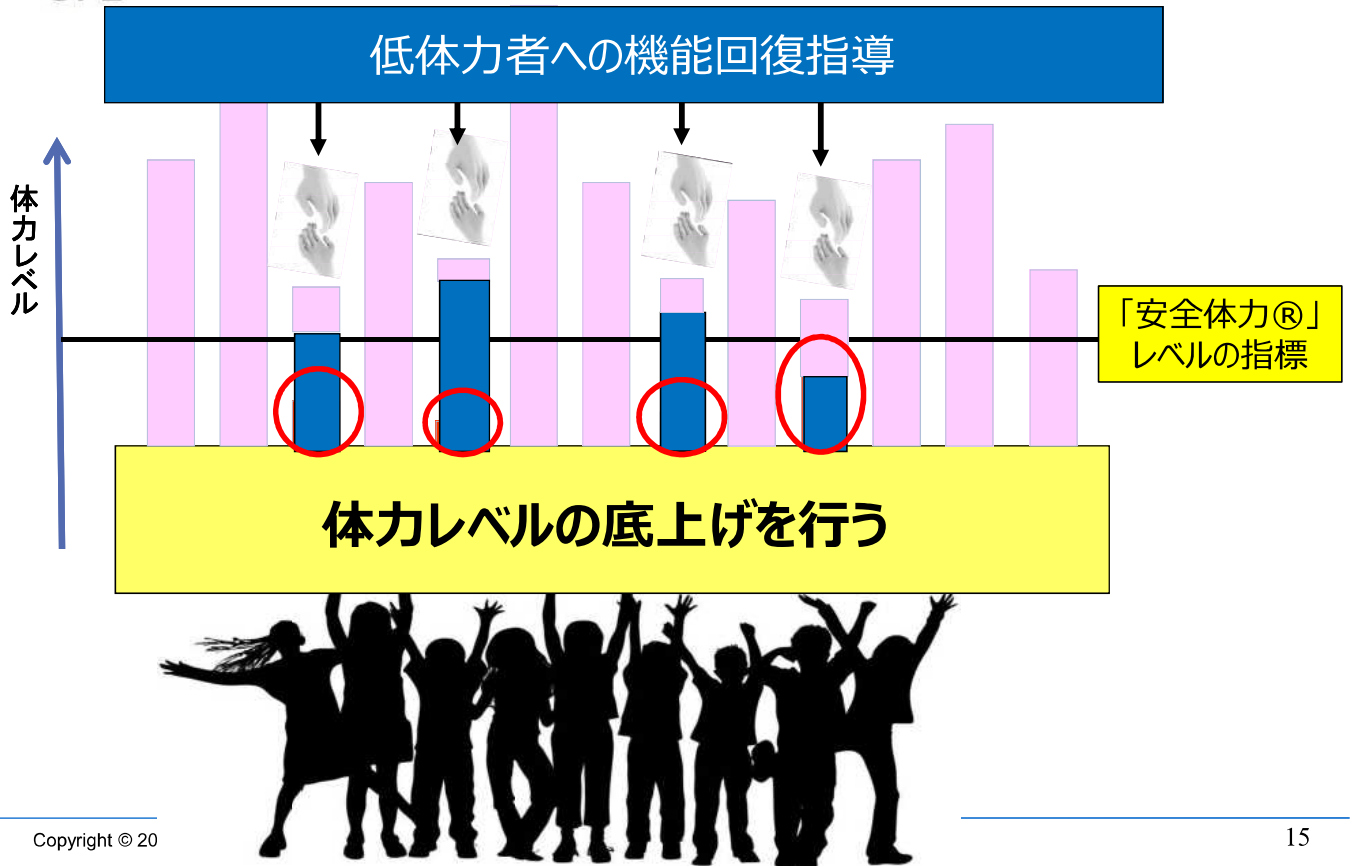 低体力者への機能回復指導
体力レベル
「安全体力®」
レベルの指標
体力レベルの底上げを行う
Copyright © 20
15